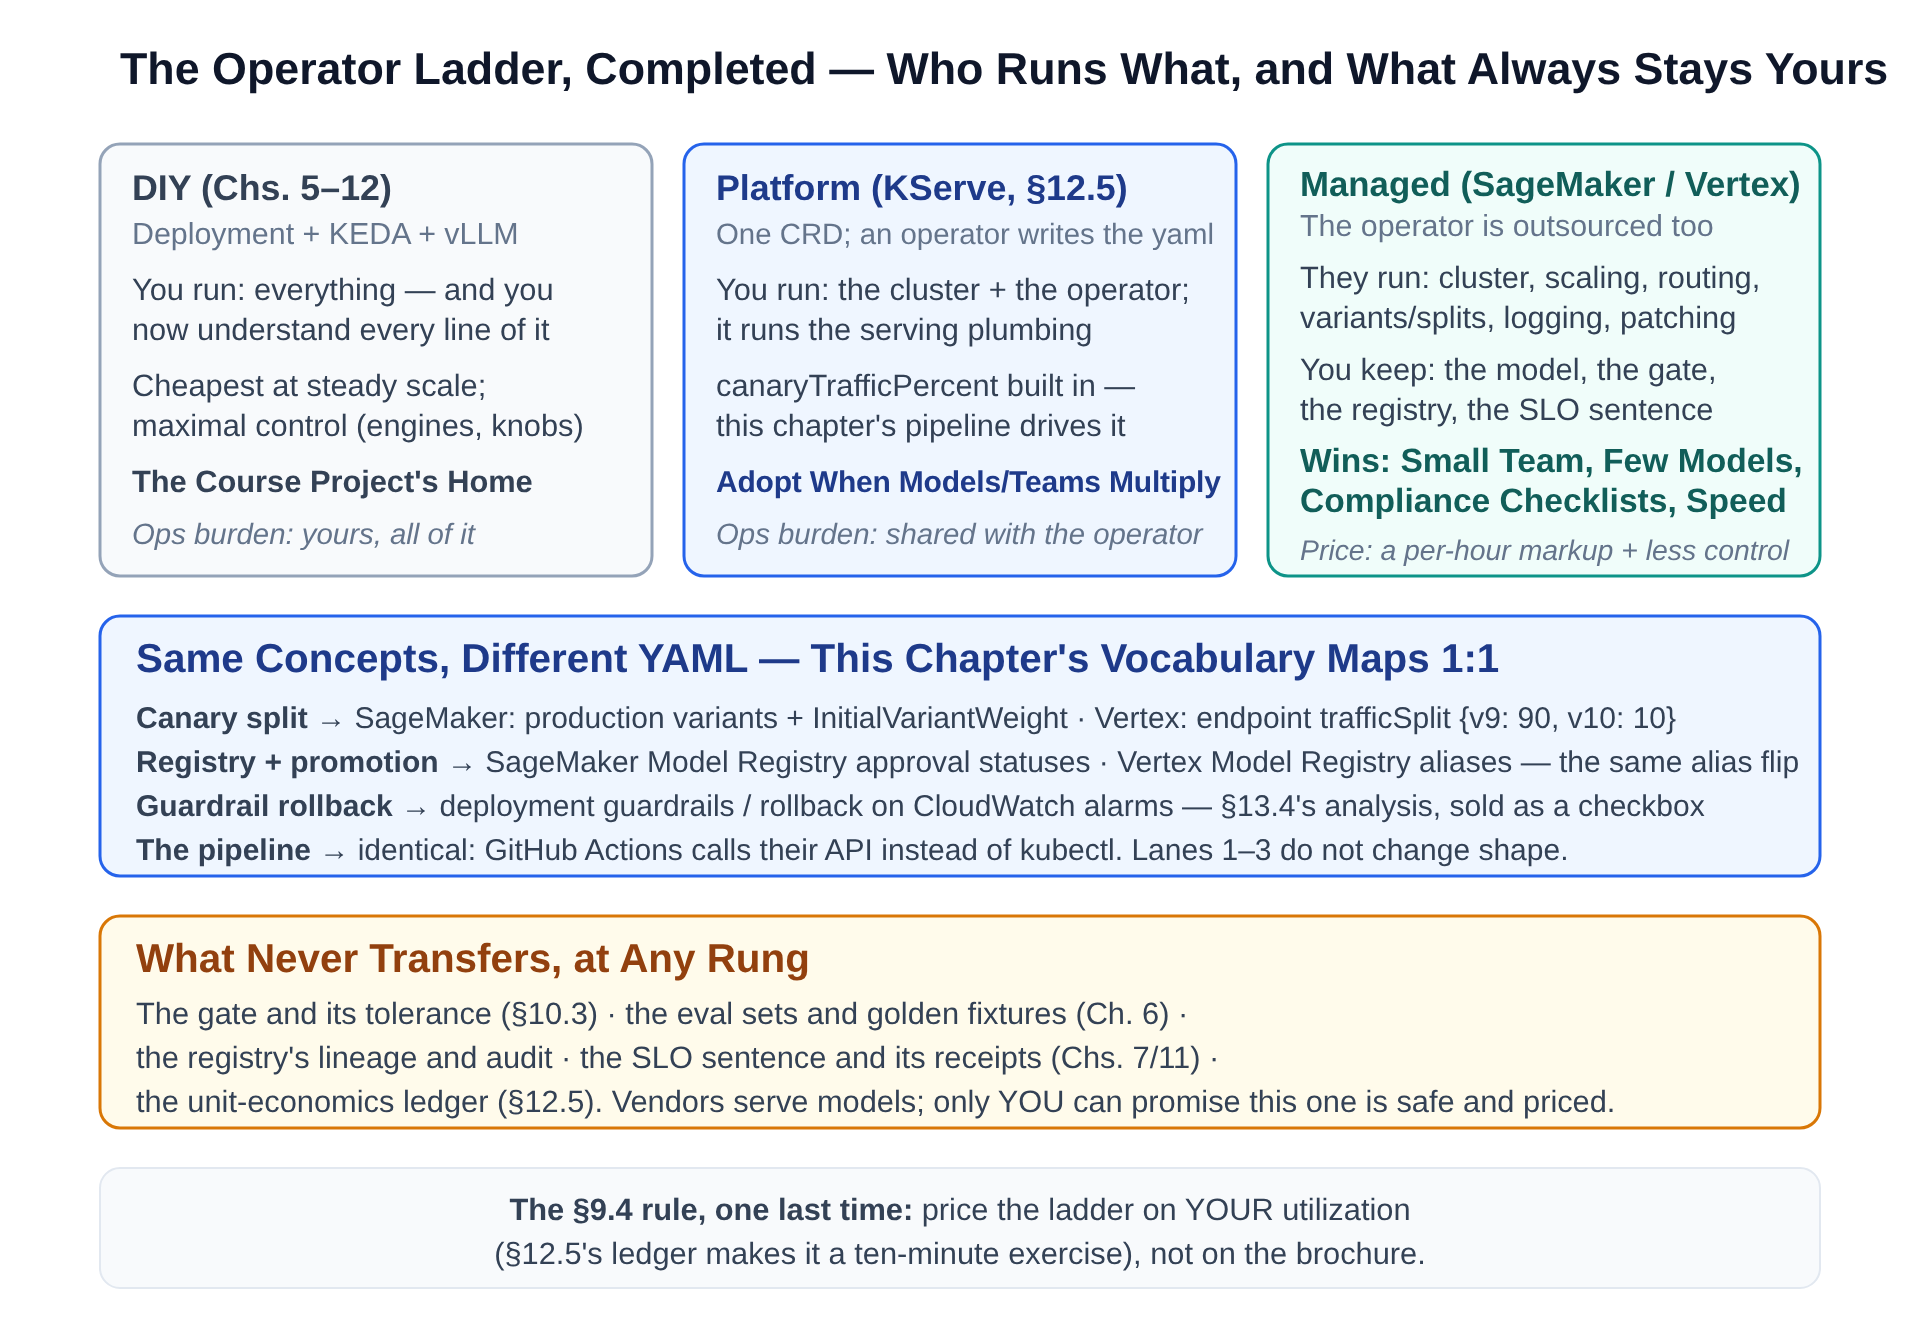 The Operator Ladder, Completed — Who Runs What, and What Always Stays Yours
DIY (Chs. 5–12)
Deployment + KEDA + vLLM
You run: everything — and you
now understand every line of it
Cheapest at steady scale;
maximal control (engines, knobs)
The Course Project's Home
Ops burden: yours, all of it
Platform (KServe, §12.5)
One CRD; an operator writes the yaml
You run: the cluster + the operator;
it runs the serving plumbing
canaryTrafficPercent built in —
this chapter's pipeline drives it
Adopt When Models/Teams Multiply
Ops burden: shared with the operator
Managed (SageMaker / Vertex)
The operator is outsourced too
They run: cluster, scaling, routing,
variants/splits, logging, patching
You keep: the model, the gate,
the registry, the SLO sentence
Wins: Small Team, Few Models,
Compliance Checklists, Speed
Price: a per-hour markup + less control
Same Concepts, Different YAML — This Chapter's Vocabulary Maps 1:1
Canary split → SageMaker: production variants + InitialVariantWeight · Vertex: endpoint trafficSplit {v9: 90, v10: 10}
Registry + promotion → SageMaker Model Registry approval statuses · Vertex Model Registry aliases — the same alias flip
Guardrail rollback → deployment guardrails / rollback on CloudWatch alarms — §13.4's analysis, sold as a checkbox
The pipeline → identical: GitHub Actions calls their API instead of kubectl. Lanes 1–3 do not change shape.
What Never Transfers, at Any Rung
The gate and its tolerance (§10.3) · the eval sets and golden fixtures (Ch. 6) ·
the registry's lineage and audit · the SLO sentence and its receipts (Chs. 7/11) ·
the unit-economics ledger (§12.5). Vendors serve models; only YOU can promise this one is safe and priced.
The §9.4 rule, one last time: price the ladder on YOUR utilization
(§12.5's ledger makes it a ten-minute exercise), not on the brochure.